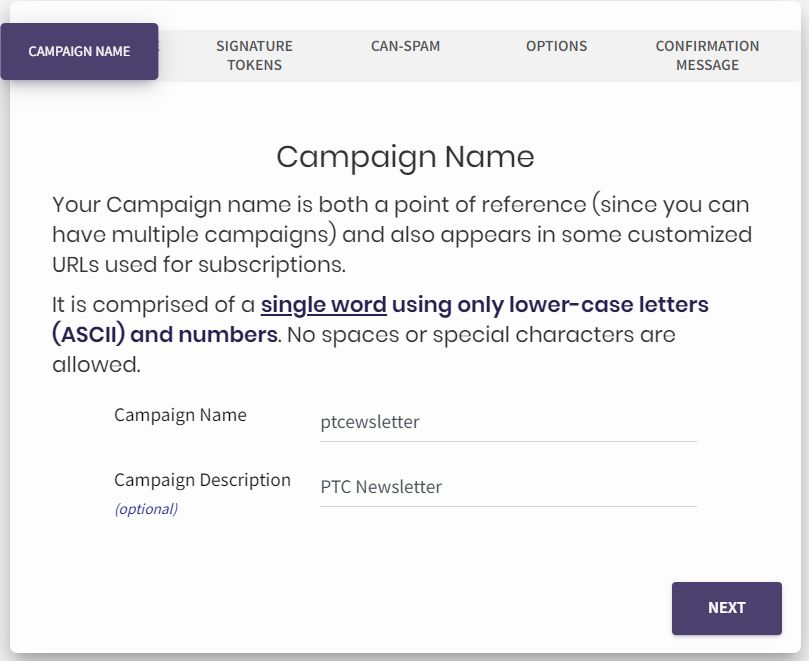 CAMPAIGN NAME
SIGNATURE
TOKENS
CAN-SPAM
OPTIONS
CONFIRMATION
MESSAGE
Campaign Name
Your Campaign name is both a point of reference (since you can
have multiple campaigns) and also appears in some customized
URLs used for subscriptions.
It is comprised of a single word using only lower-case letters
(ASCII) and numbers. No spaces or special characters are
allowed.
Campaign Name
ptcewsletter
Campaign Description
(optional)
PTC Newsletter
NEXT